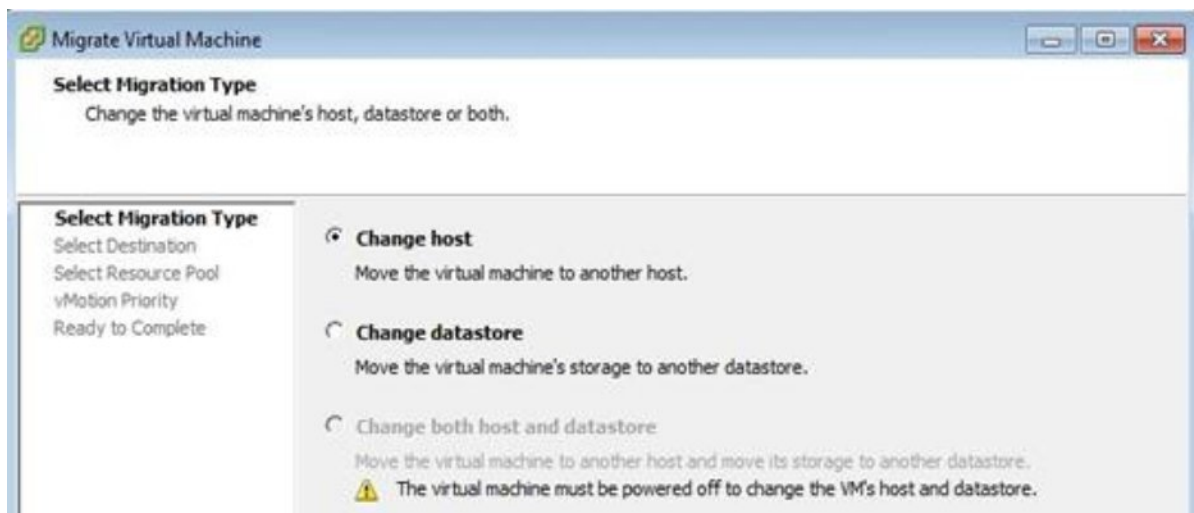 Migrate Virtual Machine
Select Migration Type
Change the virtual machine's host, datastore or both.
Select Migration Type
Select Destination
Select Resource Pool
vMotion Priority
Ready to Complete
Change host
Move the virtual machine to another host.
Change datastore
Move the virtual machine's storage to another datastore.
Change both host and datastore
Move the virtual machine to another host and move its storage to another datastore.
The virtual machine must be powered off to change the VM's host and datastore.